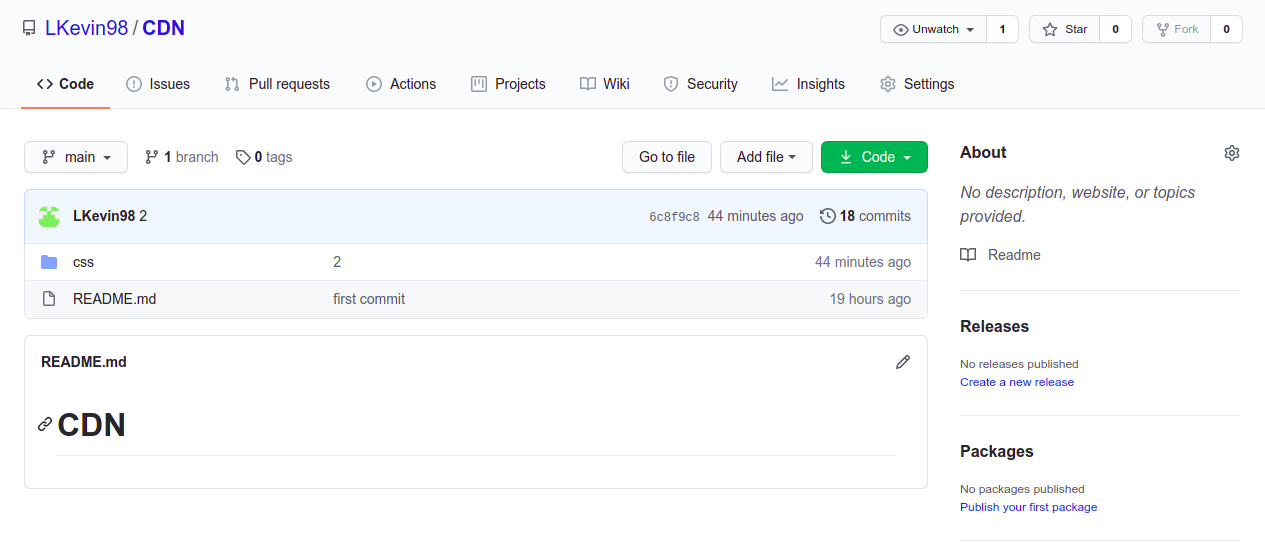 LKevin98 / CDN
Unwatch 1 Star 0 Fork 0
Code Issues Pull requests Actions Projects Wiki Security Insights Settings
main 1 branch 0 tags Go to file Add file Code
LKevin98 2 6c8f9c8 44 minutes ago 18 commits
css 2 44 minutes ago
README.md first commit 19 hours ago
README.md
CDN
About
No description, website, or topics
provided.
Readme
Releases
No releases published
Create a new release
Packages
No packages published
Publish your first package